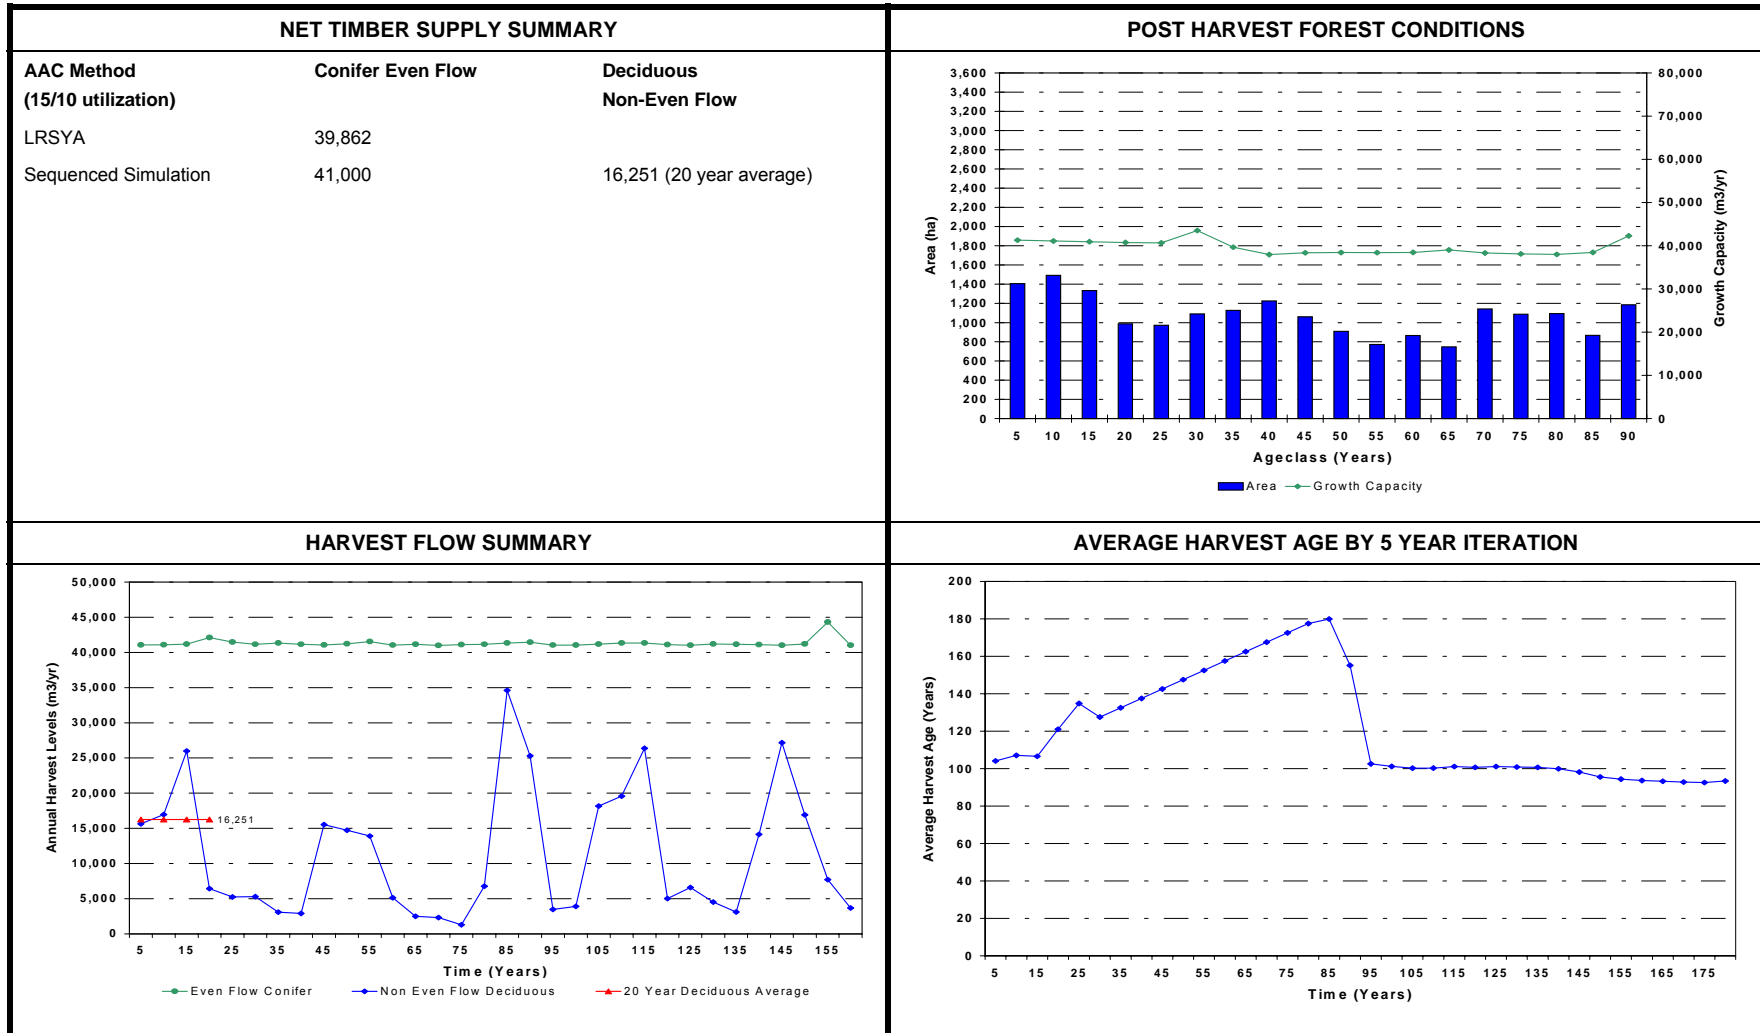 NET TIMBER SUPPLY SUMMARY
AAC Method Conifer Even Flow Deciduous
(15/10 utilization) Non-Even Flow
LRSYA 39,862
Sequenced Simulation 41,000 16,251 (20 year average)
POST HARVEST FOREST CONDITIONS
3,600
3,400
3,200
3,000
2,800
2,600
2,400
2,200
2,000
1,800
1,600
1,400
1,200
1,000
800
600
400
200
0
Area (ha)
80,000
70,000
60,000
50,000
40,000
30,000
20,000
10,000
0
Growth Capacity (m3/yr)
5 10 15 20 25 30 35 40 45 50 55 60 65 70 75 80 85 90
Ageclass (Years)
Area Growth Capacity
HARVEST FLOW SUMMARY
50,000
45,000
40,000
35,000
30,000
25,000
20,000
15,000
10,000
5,000
0
Annual Harvest Levels (m3/yr)
16,251
5 15 25 35 45 55 65 75 85 95 105 115 125 135 145 155
Time (Years)
Even Flow Conifer Non Even Flow Deciduous 20 Year Deciduous Average
AVERAGE HARVEST AGE BY 5 YEAR ITERATION
200
180
160
140
120
100
80
60
40
20
0
Average Harvest Age (Years)
5 15 25 35 45 55 65 75 85 95 105 115 125 135 145 155 165 175
Time (Years)